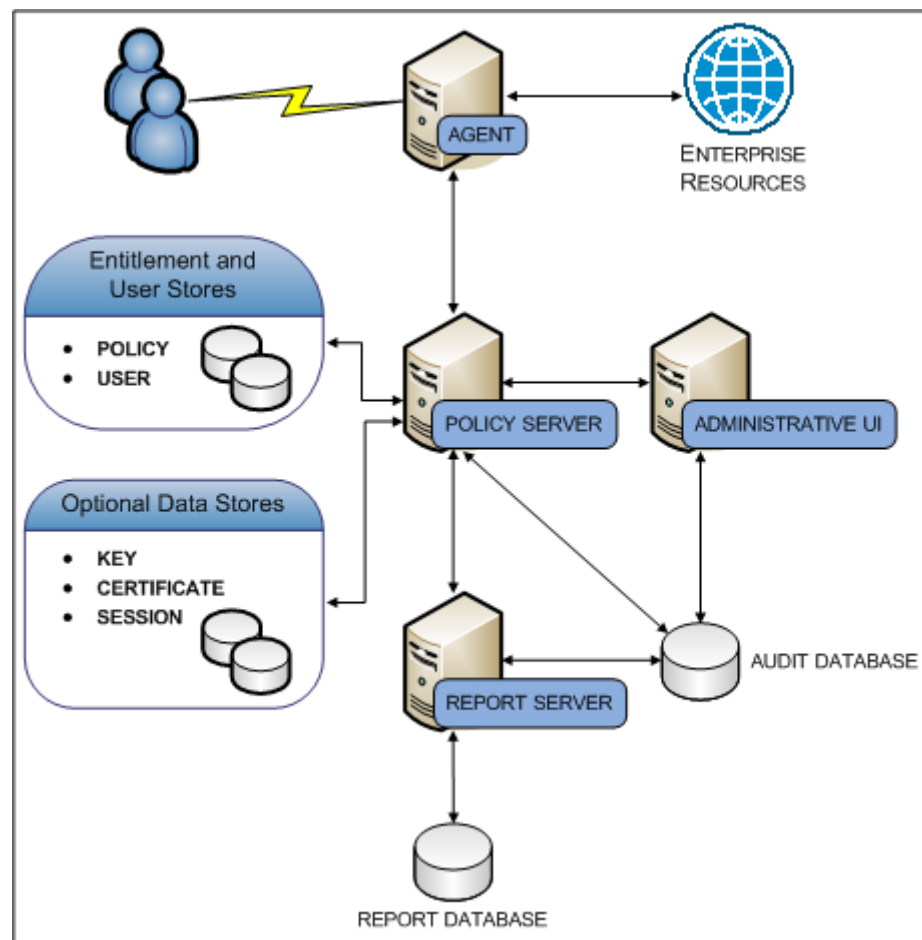 AGENT
ENTERPRISE
RESOURCES
Entitlement and
User Stores
• POLICY
• USER
POLICY SERVER
ADMINISTRATIVE UI
Optional Data Stores
• KEY
• CERTIFICATE
• SESSION
AUDIT DATABASE
REPORT SERVER
REPORT DATABASE